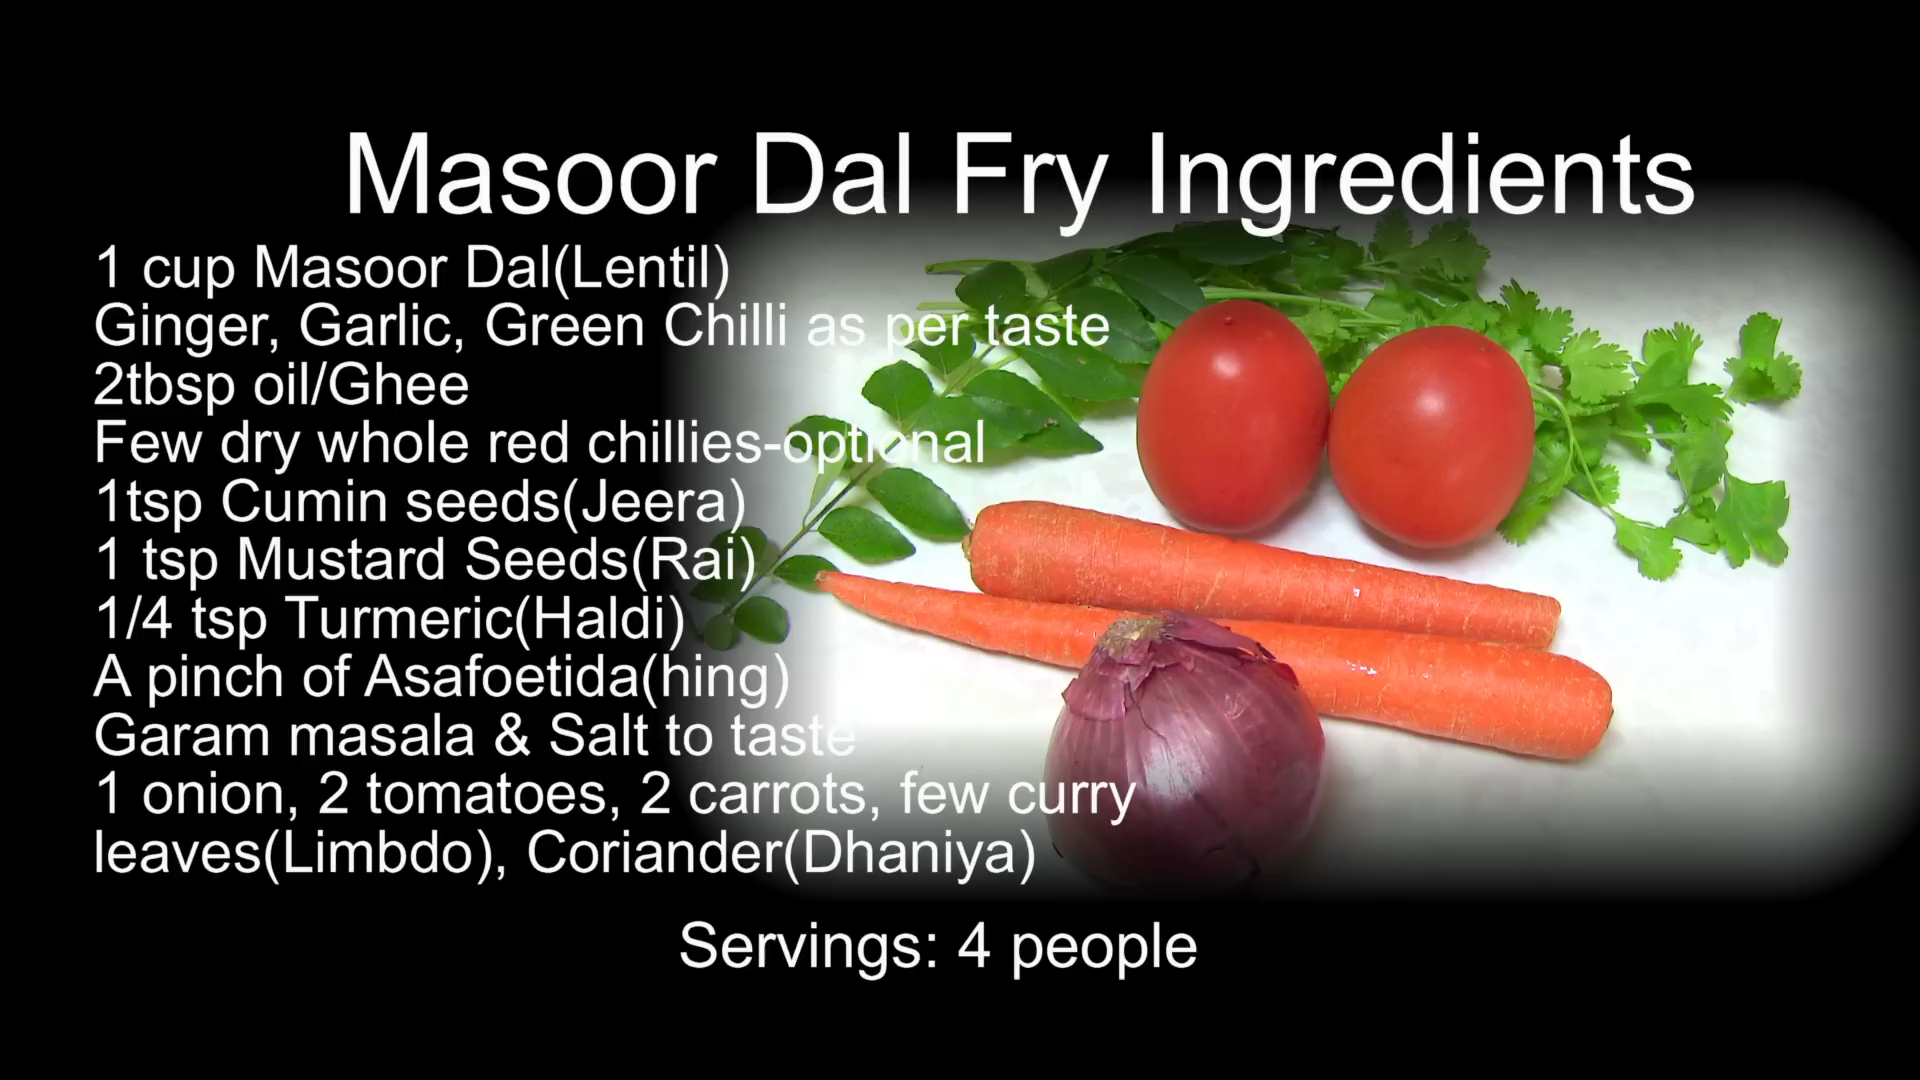 Masoor Dal Fry Ingredients
1 cup Masoor Dal(Lentil)
Ginger, Garlic, Green Chilli as per taste
2tbsp oil/Ghee
Few dry whole red chillies-optional
1tsp Cumin seeds(Jeera)
1 tsp Mustard Seeds(Rai)
1/4 tsp Turmeric(Haldi)
A pinch of Asafoetida(hing)
Garam masala & Salt to taste
1 onion, 2 tomatoes, 2 carrots, few curry
leaves(Limbdo), Coriander(Dhaniya)
Servings: 4 people